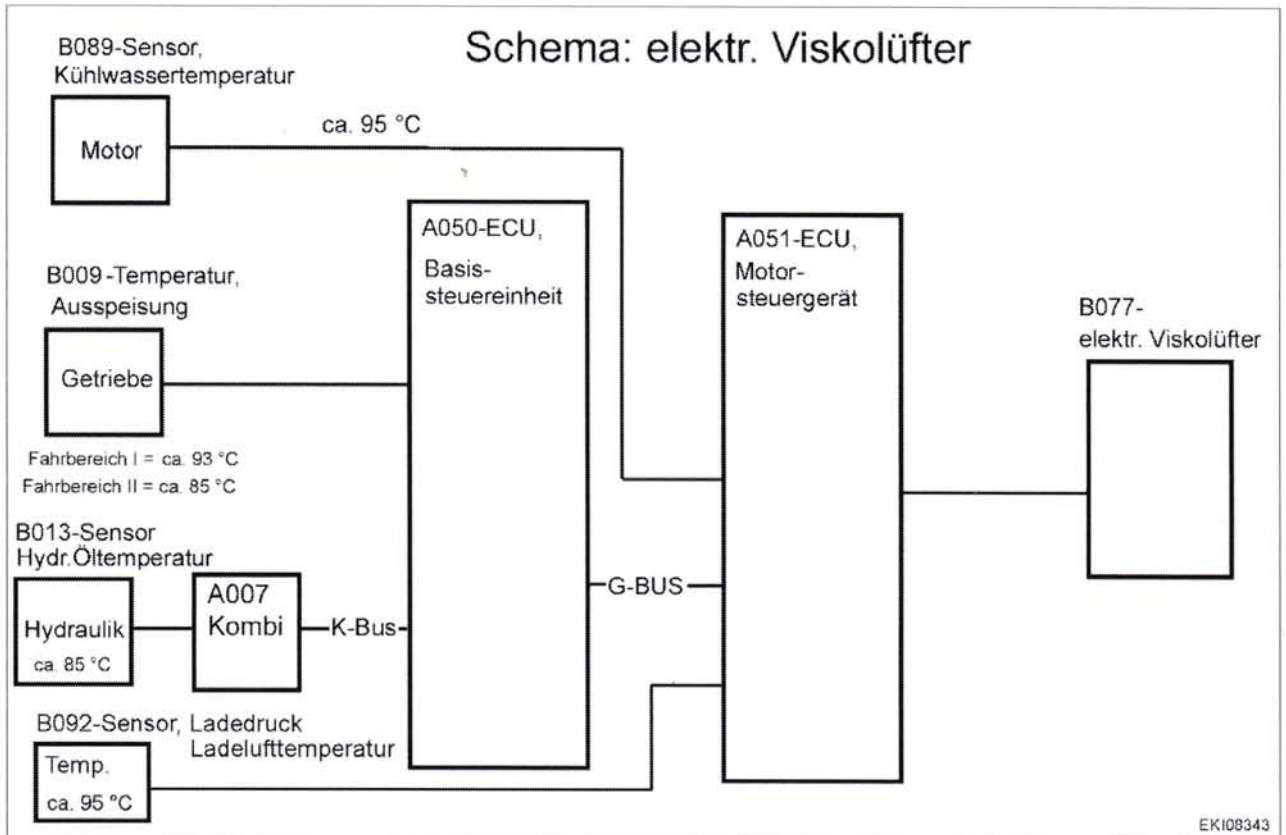 Schema: elektr. Viskolüfter
B089-Sensor,
Kühlwassertemperatur
Motor
ca. 95 °C
A050-ECU,
Basis-
steuereinheit
A051-ECU,
Motor-
steuergerät
B009-Temperatur,
Ausspeisung
Getriebe
Fahrbereich I = ca. 93 °C
Fahrbereich II = ca. 85 °C
B077-
elektr. Viskolüfter
B013-Sensor
Hydr.Öltemperatur
Hydraulik
ca. 85 °C
A007
Kombi
K-Bus
G-BUS
B092-Sensor, Ladedruck
Ladelufttemperatur
Temp.
ca. 95 °C
EKI08343